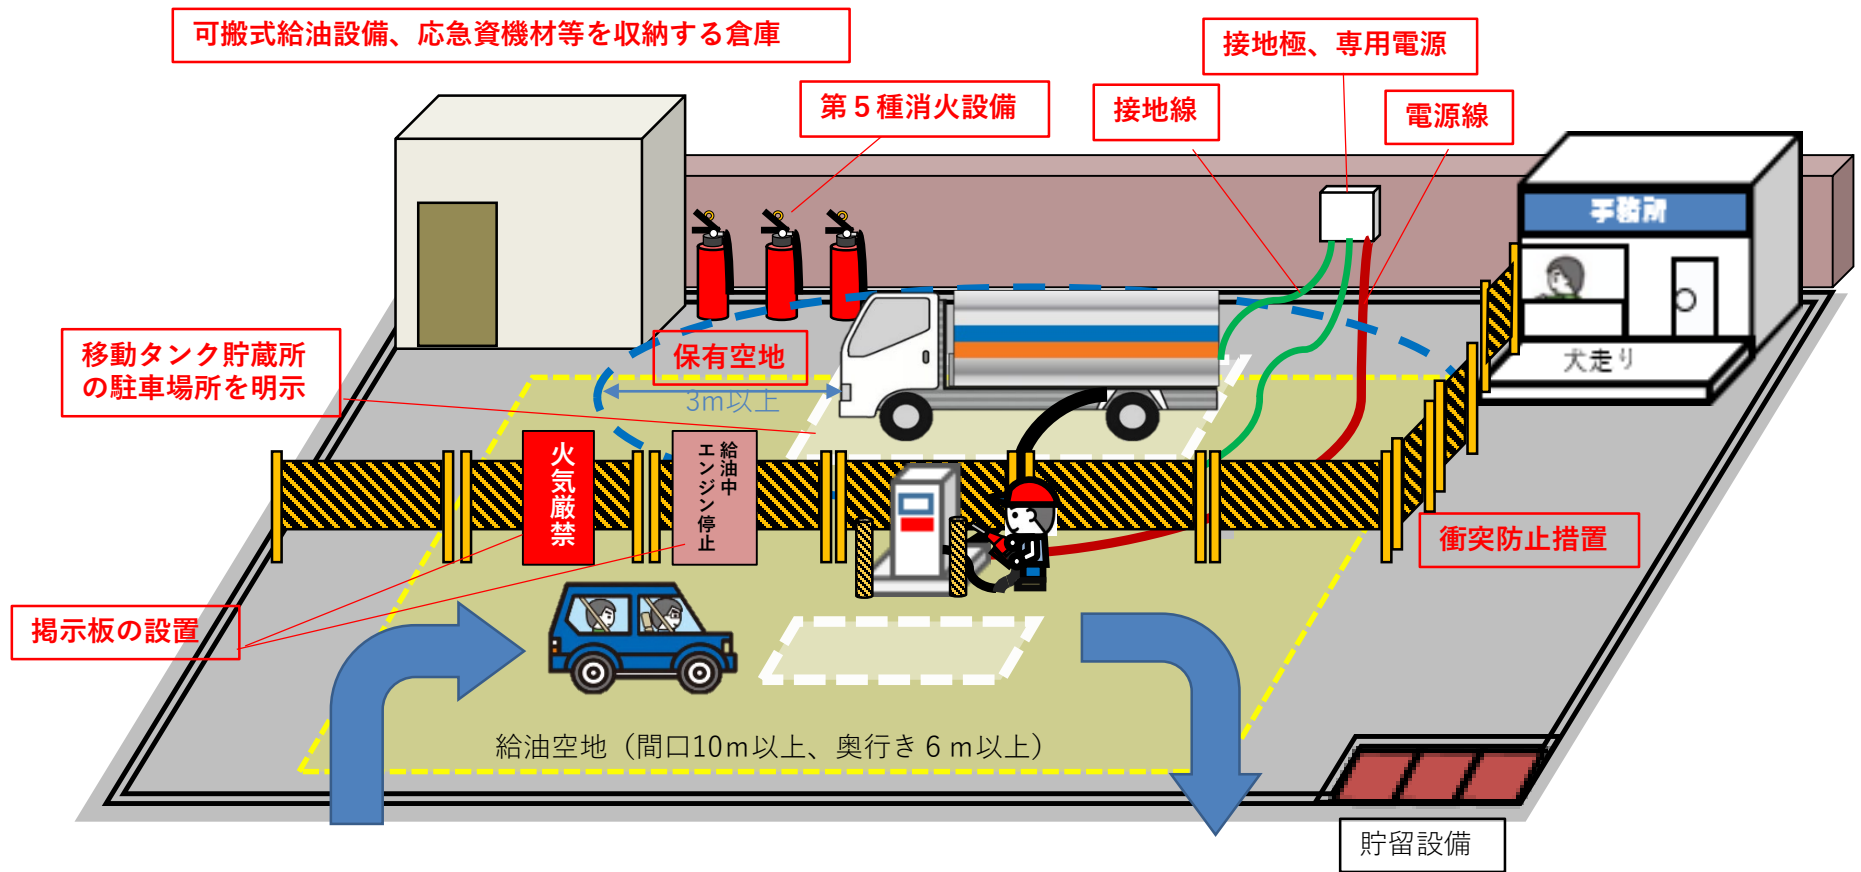 可搬式給油設備、応急資機材等を収納する倉庫
接地極、専用電源
第５種消火設備
接地線
電源線
事務所
犬走り
移動タンク貯蔵所
の駐車場所を明示
保有空地
3m以上
火気厳禁
給油中
エンジン停止
衝突防止措置
掲示板の設置
給油空地（間口10ｍ以上、奥行き６ｍ以上）
貯留設備